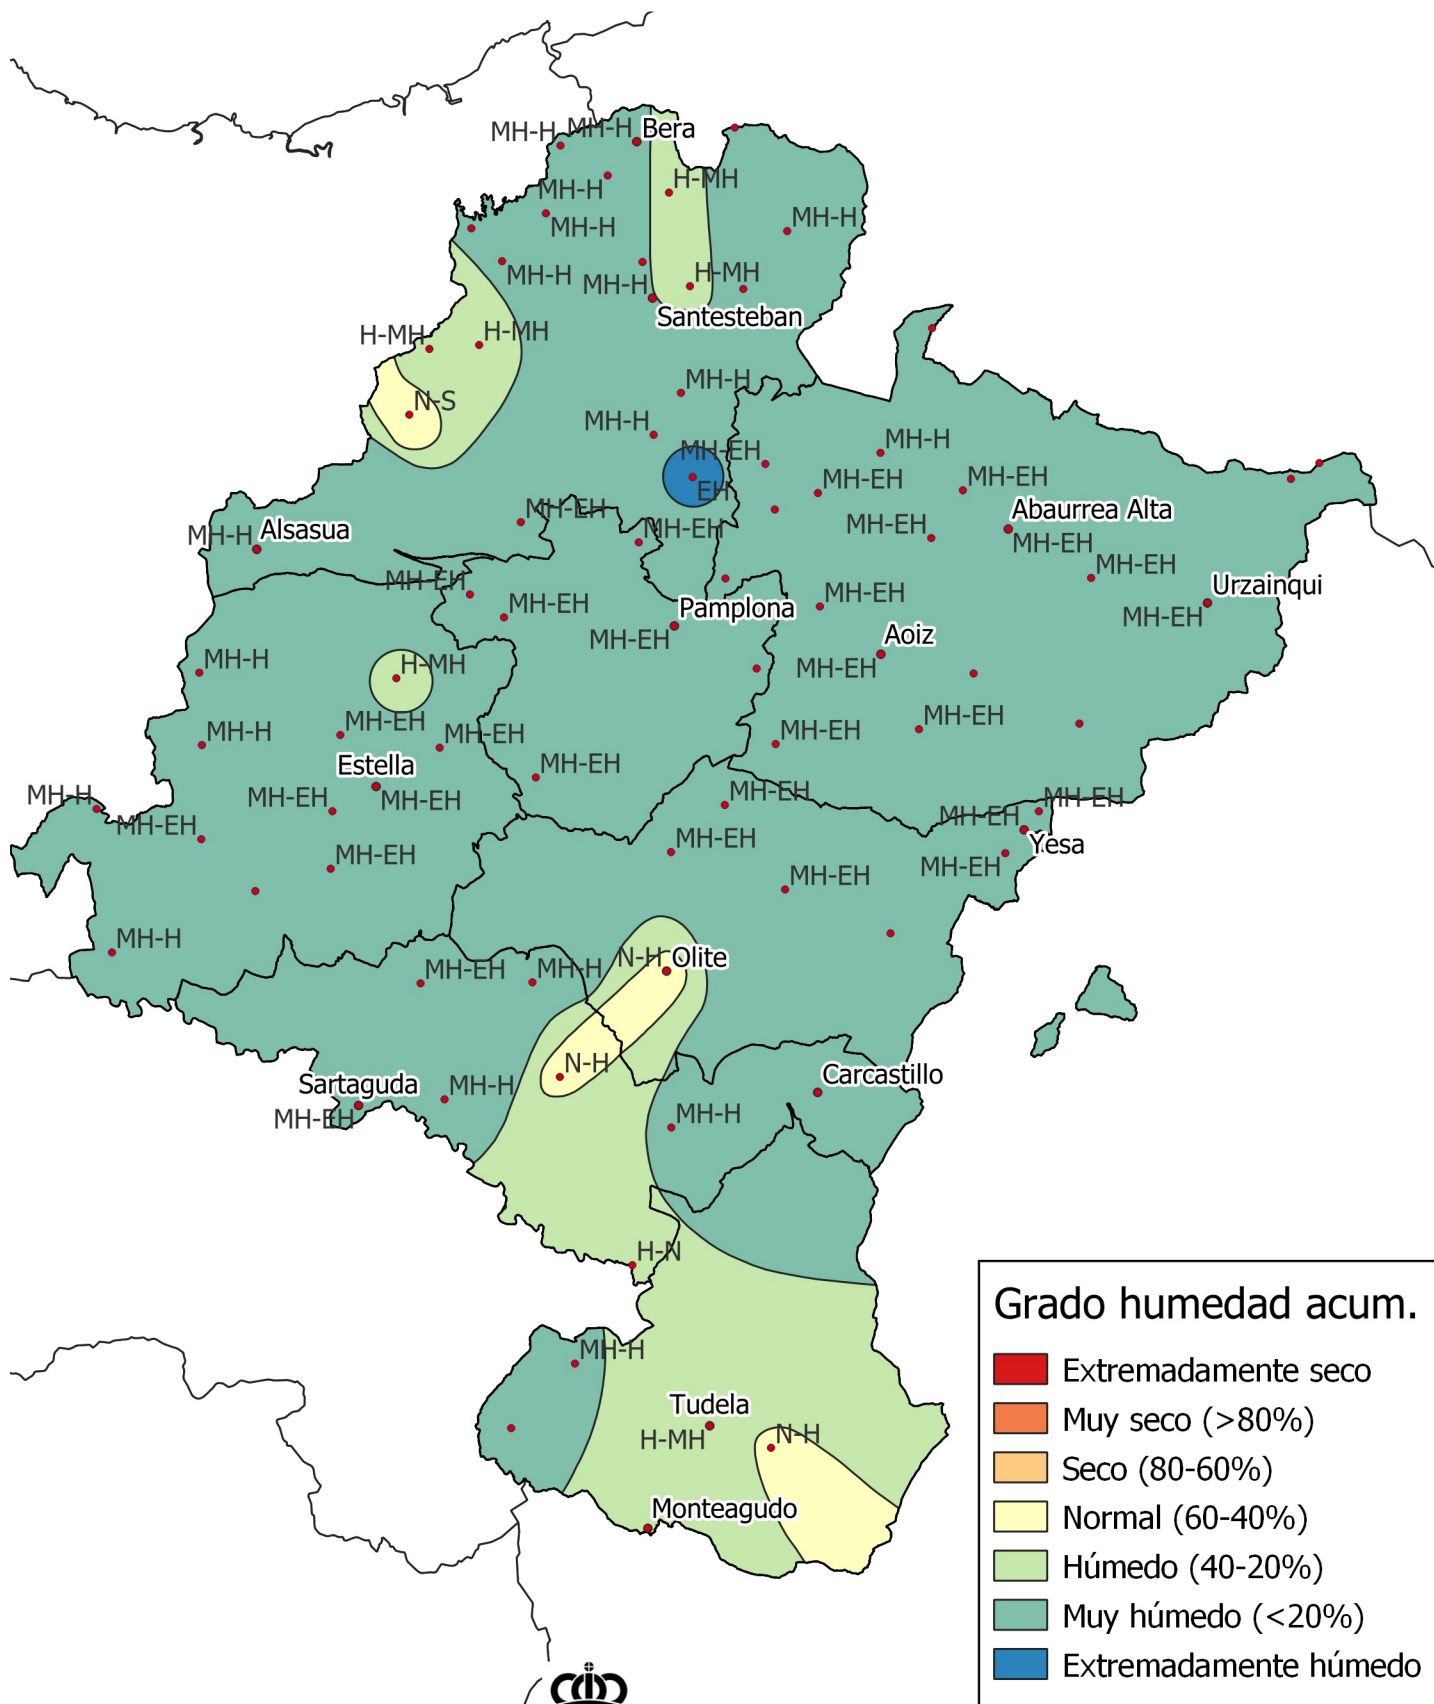 MH-H
MH-H
Bera
MH-H
H-MH
MH-H
MH-H
MH-H
MH-H
H-MH
Santesteban
H-MH
H-MH
MH-H
N-S
MH-H
MH-EH
MH-H
EH
MH-EH
MH-EH
MH-EH
MH-EH
MH-EH
Abaurrea Alta
MH-EH
MH-H
Alsasua
MH-EH
MH-EH
MH-EH
MH-EH
Urzainqui
MH-EH
MH-EH
Pamplona
MH-EH
Aoiz
MH-EH
MH-H
H-MH
MH-H
MH-EH
MH-EH
MH-EH
MH-EH
Estella
MH-EH
MH-EH
MH-EH
MH-H
MH-EH
MH-EH
MH-EH
MH-EH
Yesa
MH-EH
MH-EH
MH-EH
MH-EH
MH-H
MH-EH
MH-H
N-H
Olite
N-H
Sartaguda
MH-EH
MH-H
Carcastillo
MH-H
H-N
MH-H
Tudela
H-MH
N-H
Monteagudo
Grado humedad acum.
Extremadamente seco
Muy seco (>80%)
Seco (80-60%)
Normal (60-40%)
Húmedo (40-20%)
Muy húmedo (<20%)
Extremadamente húmedo